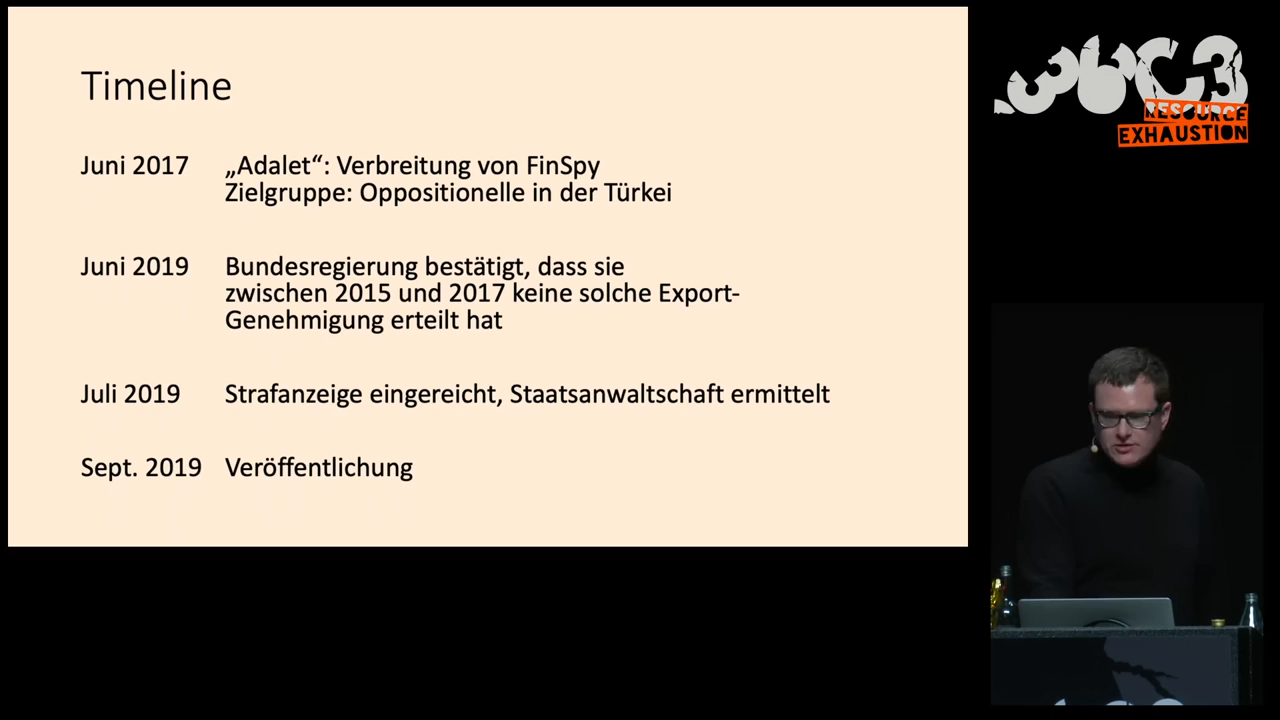 Timeline
Juni 2017 „Adalet“: Verbreitung von FinSpy
Zielgruppe: Oppositionelle in der Türkei
Juni 2019 Bundesregierung bestätigt, dass sie
zwischen 2015 und 2017 keine solche Export-
Genehmigung erteilt hat
Juli 2019 Strafanzeige eingereicht, Staatsanwaltschaft ermittelt
Sept. 2019 Veröffentlichung
36C3
RESOURCE
EXHAUSTION